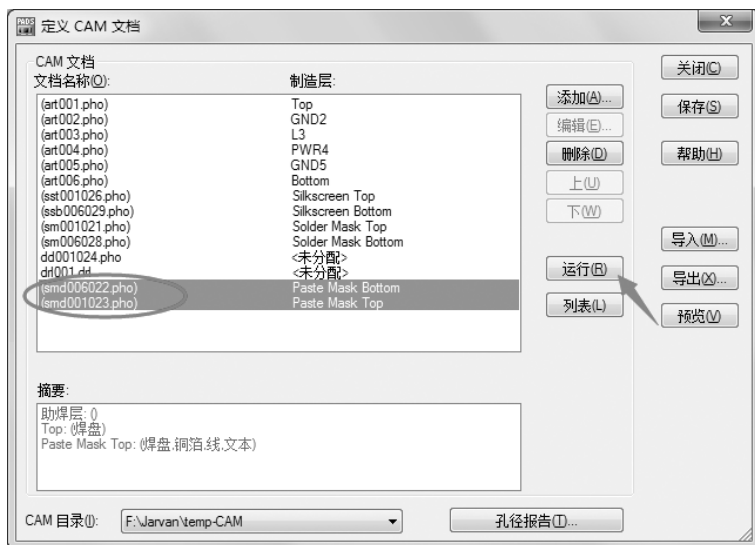 PADS
定义 CAM 文档
CAM 文档
文档名称(O):
制造层:
(art001.pho) Top
(art002.pho) GND2
(art003.pho) L3
(art004.pho) PWR4
(art005.pho) GND5
(art006.pho) Bottom
(sst001026.pho) Silkscreen Top
(ssb006029.pho) Silkscreen Bottom
(sm001021.pho) Solder Mask Top
(sm006028.pho) Solder Mask Bottom
dd001024.pho <未分配>
drl001.dd <未分配>
(smd006022.pho) Paste Mask Bottom
(smd001023.pho) Paste Mask Top
添加(A)...
编辑(E)...
删除(D)
上(U)
下(W)
运行(R)
列表(L)
关闭(C)
保存(S)
帮助(H)
导入(M)...
导出(X)...
预览(V)
摘要:
助焊层: ()
Top: (焊盘)
Paste Mask Top: (焊盘,铜箔,线,文本)
CAM 目录(I):
F:\Jarvan\temp-CAM
孔径报告(T)...